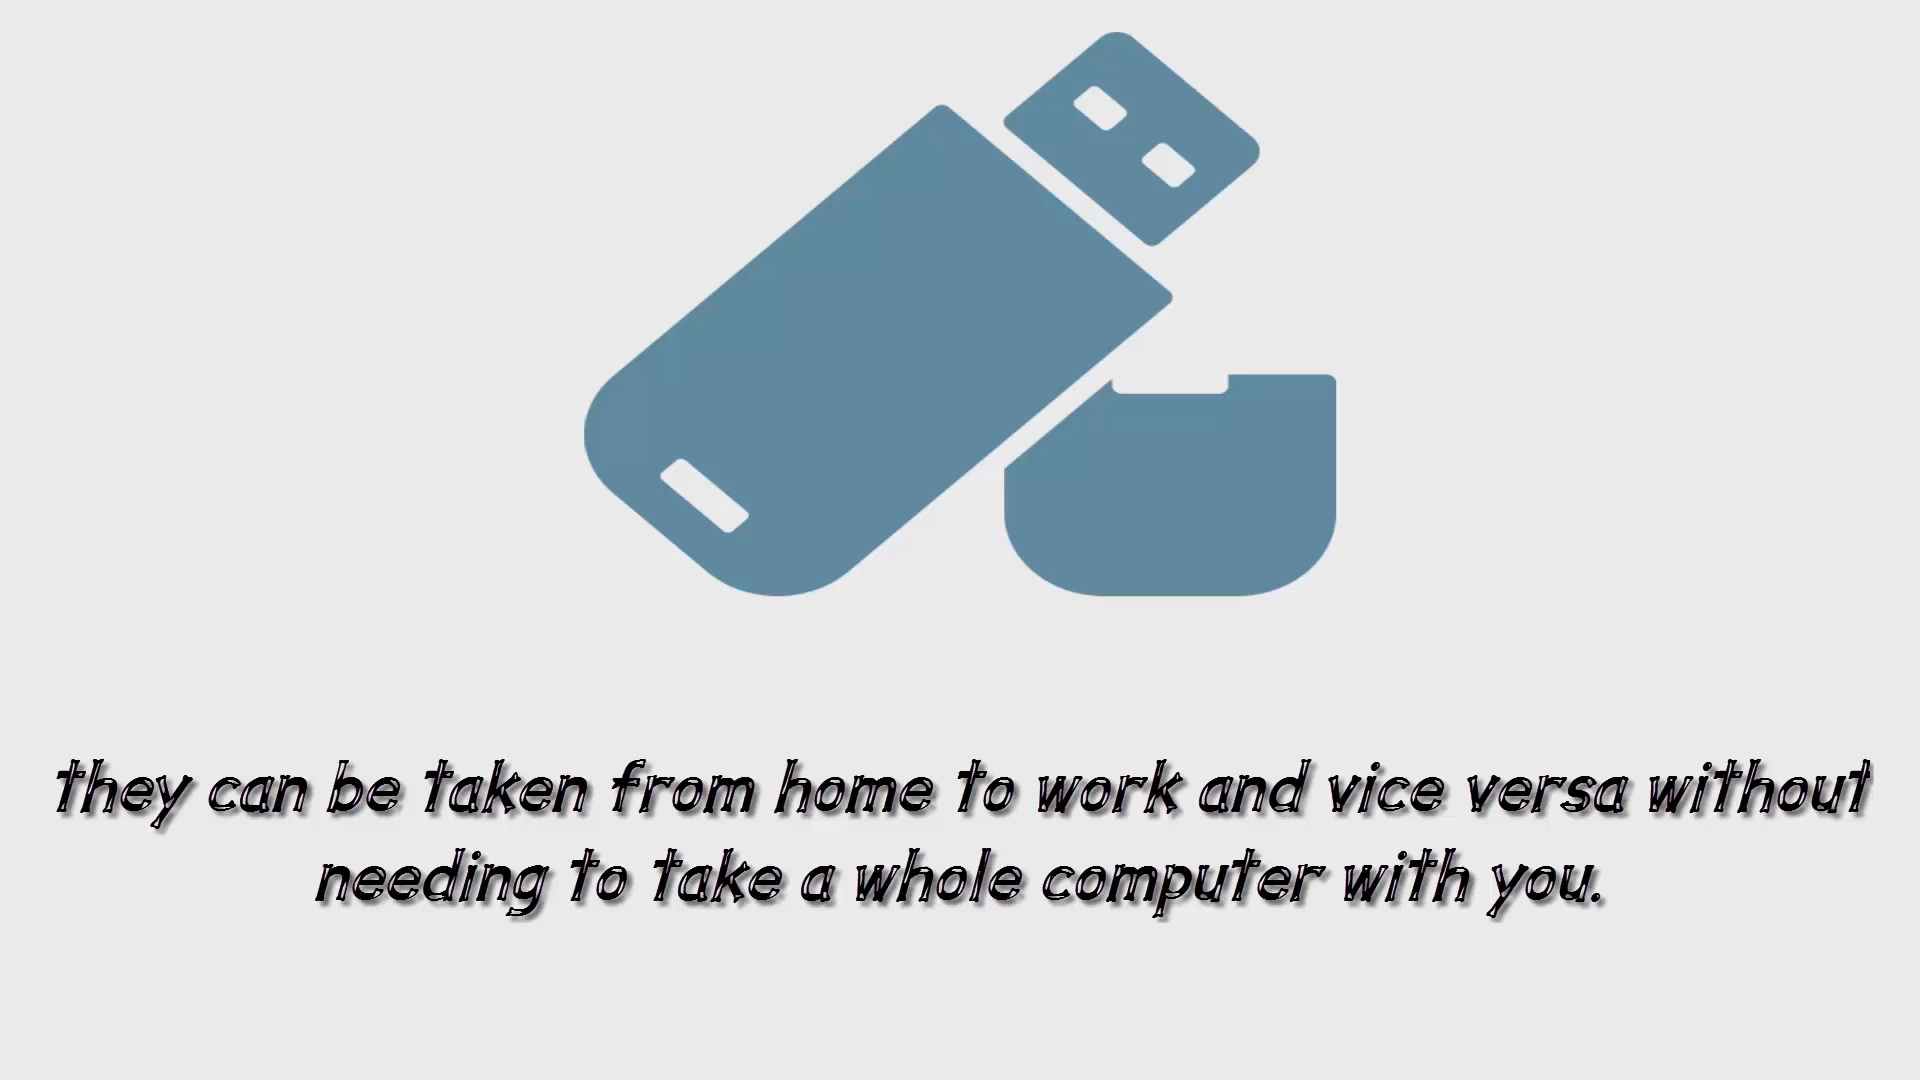 they can be taken from home to work and vice versa without
needing to take a whole computer with you.